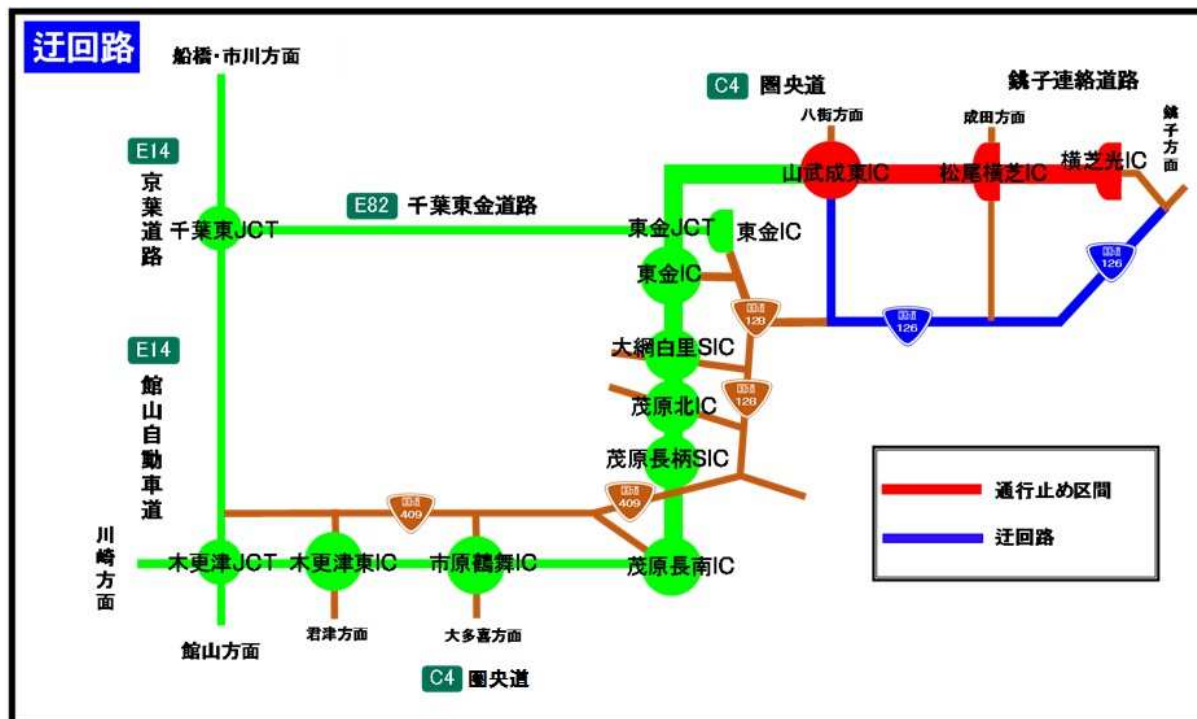 迂回路
船橋・市川方面
C4 圏央道
銚子連絡道路
八街方面
成田方面
銚子方面
E14
京葉道路
山武成東IC
松尾横芝IC
横芝光IC
E82 千葉東金道路
千葉東JCT
東金JCT
東金IC
東金IC
126
128
126
E14
館山自動車道
大網白里SIC
128
茂原北IC
茂原長柄SIC
409
409
通行止め区間
迂回路
川崎方面
木更津JCT
木更津東IC
市原鶴舞IC
茂原長南IC
館山方面
君津方面
大多喜方面
C4 圏央道